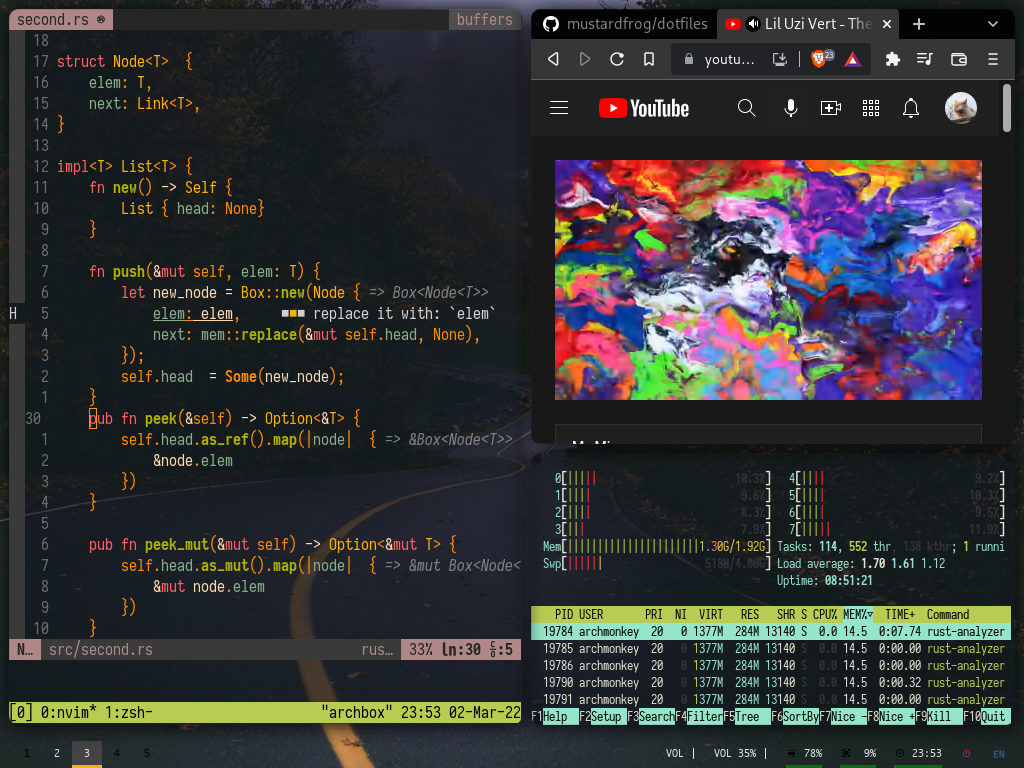 second.rs
buffers
18
17 struct Node<T> {
16 elem: T,
15 next: Link<T>,
14 }
13
12 impl<T> List<T> {
11 fn new() -> Self {
10 List { head: None}
9 }
8
7 fn push(&mut self, elem: T) {
6 let new_node = Box::new(Node { => Box<Node<T>>
H 5 elem: elem, ■■■ replace it with: `elem`
4 next: mem::replace(&mut self.head, None),
3 });
2 self.head = Some(new_node);
1 }
30 pub fn peek(&self) -> Option<&T> {
1 self.head.as_ref().map(|node| { => &Box<Node<T>>
2 &node.elem
3 })
4 }
5
6 pub fn peek_mut(&mut self) -> Option<&mut T> {
7 self.head.as_mut().map(|node| { => &mut Box<Node<
8 &mut node.elem
9 })
10 }
N… src/second.rs rus… 33% ln:30 :5
[0] 0:nvim* 1:zsh- "archbox" 23:53 02-Mar-22
mustardfrog/dotfiles
Lil Uzi Vert - The
youtu…
23
YouTube
0[||||| 10.3%] 4[|||| 9.2%]
1[|||| 9.6%] 5[|||| 10.3%]
2[|||| 8.3%] 6[|||| 9.5%]
3[||| 7.9%] 7[||||| 11.9%]
Mem[||||||||||||||||||||||1.30G/1.92G] Tasks: 114, 552 thr, 138 kthr; 1 runni
Swp[|||||| 518M/4.00G] Load average: 1.70 1.61 1.12
Uptime: 08:51:21
PID USER PRI NI VIRT RES SHR S CPU% MEM%▽ TIME+ Command
19784 archmonkey 20 0 1377M 284M 13140 S 0.0 14.5 0:07.74 rust-analyzer
19785 archmonkey 20 0 1377M 284M 13140 S 0.0 14.5 0:00.00 rust-analyzer
19786 archmonkey 20 0 1377M 284M 13140 S 0.0 14.5 0:00.00 rust-analyzer
19790 archmonkey 20 0 1377M 284M 13140 S 0.0 14.5 0:00.32 rust-analyzer
19791 archmonkey 20 0 1377M 284M 13140 S 0.0 14.5 0:00.00 rust-analyzer
F1Help F2Setup F3SearchF4FilterF5Tree F6SortByF7Nice -F8Nice +F9Kill F10Quit
1 2 3 4 5
VOL | VOL 35% | 78% 9% 23:53 EN